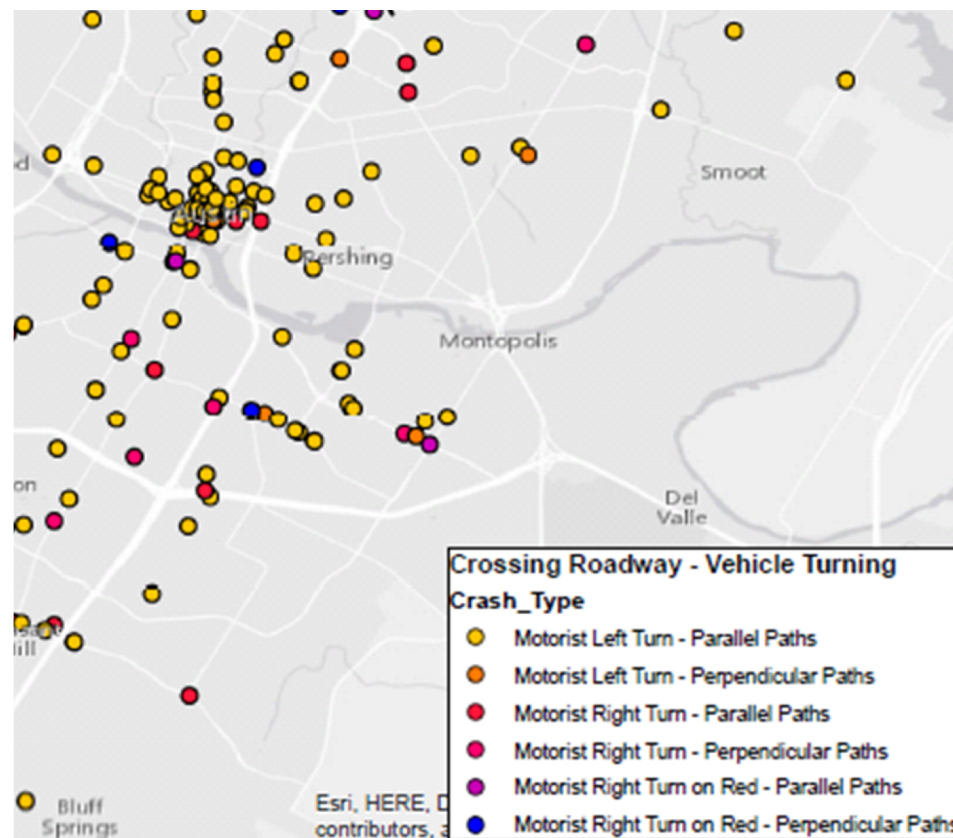 d
Smoot
Austin
Pershing
Montopolis
on
Del
Valle
Hill
Bluff
Springs
Esri, HERE, D
contributors, a
Crossing Roadway - Vehicle Turning
Crash_Type
Motorist Left Turn - Parallel Paths
Motorist Left Turn - Perpendicular Paths
Motorist Right Turn - Parallel Paths
Motorist Right Turn - Perpendicular Paths
Motorist Right Turn on Red - Parallel Paths
Motorist Right Turn on Red - Perpendicular Paths